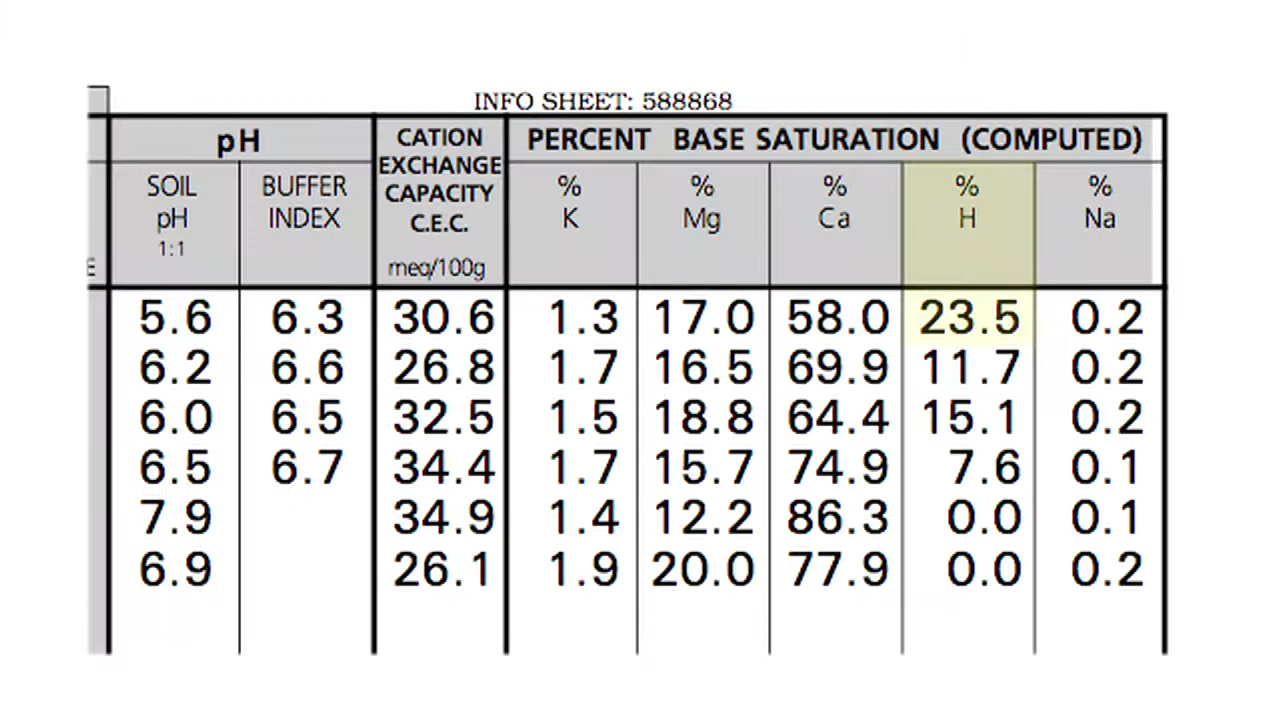 INFO SHEET: 588868
pH CATION EXCHANGE CAPACITY C.E.C. meq/100g PERCENT BASE SATURATION (COMPUTED)
E SOIL pH 1:1 BUFFER INDEX % K % Mg % Ca % H % Na
5.6 6.3 30.6 1.3 17.0 58.0 23.5 0.2
6.2 6.6 26.8 1.7 16.5 69.9 11.7 0.2
6.0 6.5 32.5 1.5 18.8 64.4 15.1 0.2
6.5 6.7 34.4 1.7 15.7 74.9 7.6 0.1
7.9 34.9 1.4 12.2 86.3 0.0 0.1
6.9 26.1 1.9 20.0 77.9 0.0 0.2